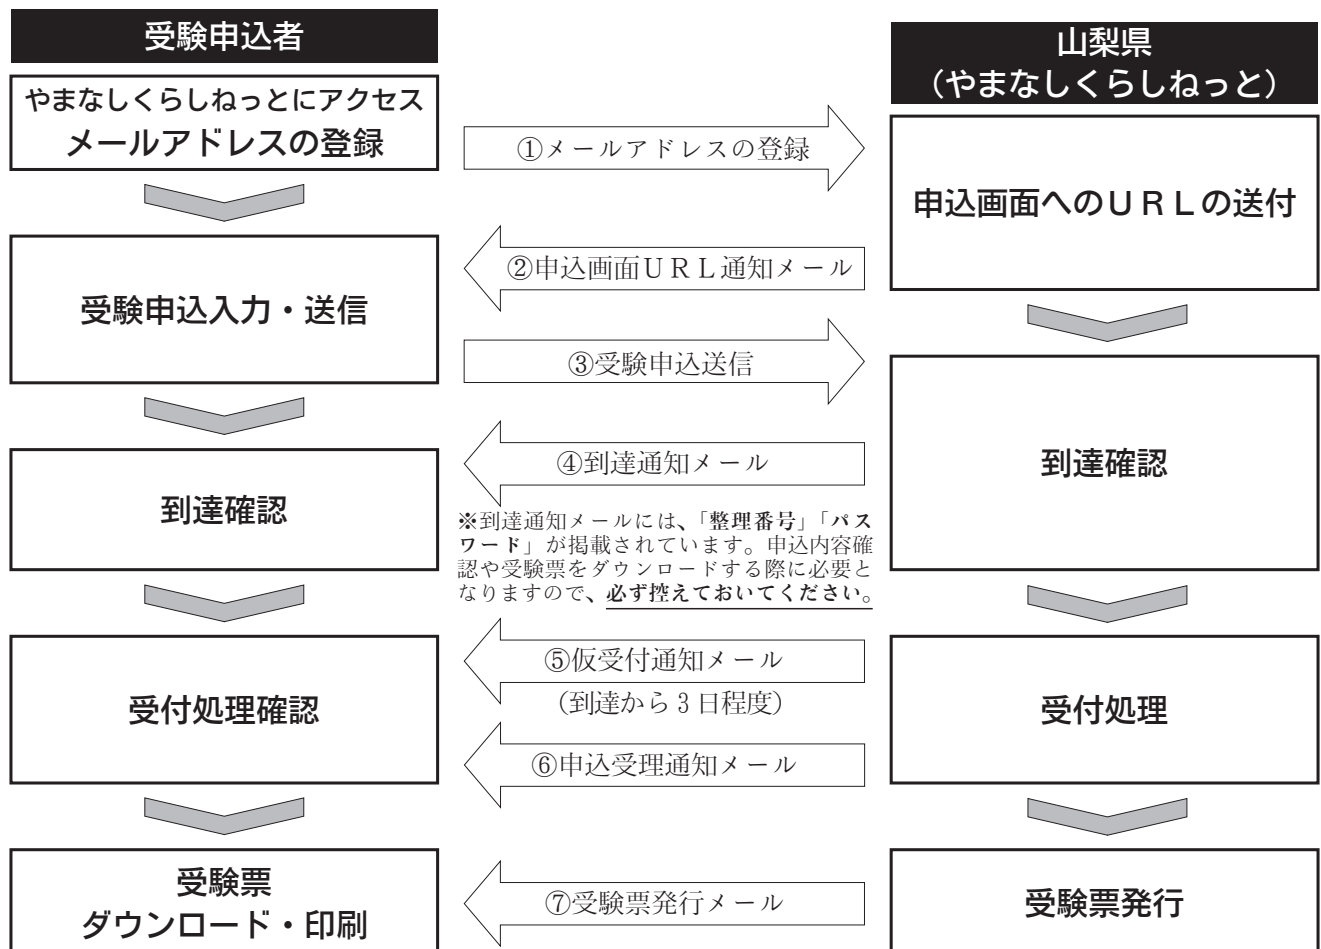 受験申込者
山梨県
（やまなしくらしねっと）
やまなしくらしねっとにアクセス
メールアドレスの登録
①メールアドレスの登録
申込画面へのＵＲＬの送付
②申込画面ＵＲＬ通知メール
受験申込入力・送信
③受験申込送信
到達確認
④到達通知メール
到達確認
※到達通知メールには、「整理番号」「パス
ワード」が掲載されています。申込内容確
認や受験票をダウンロードする際に必要と
なりますので、必ず控えておいてください。
⑤仮受付通知メール
（到達から３日程度）
受付処理確認
受付処理
⑥申込受理通知メール
受験票
ダウンロード・印刷
⑦受験票発行メール
受験票発行